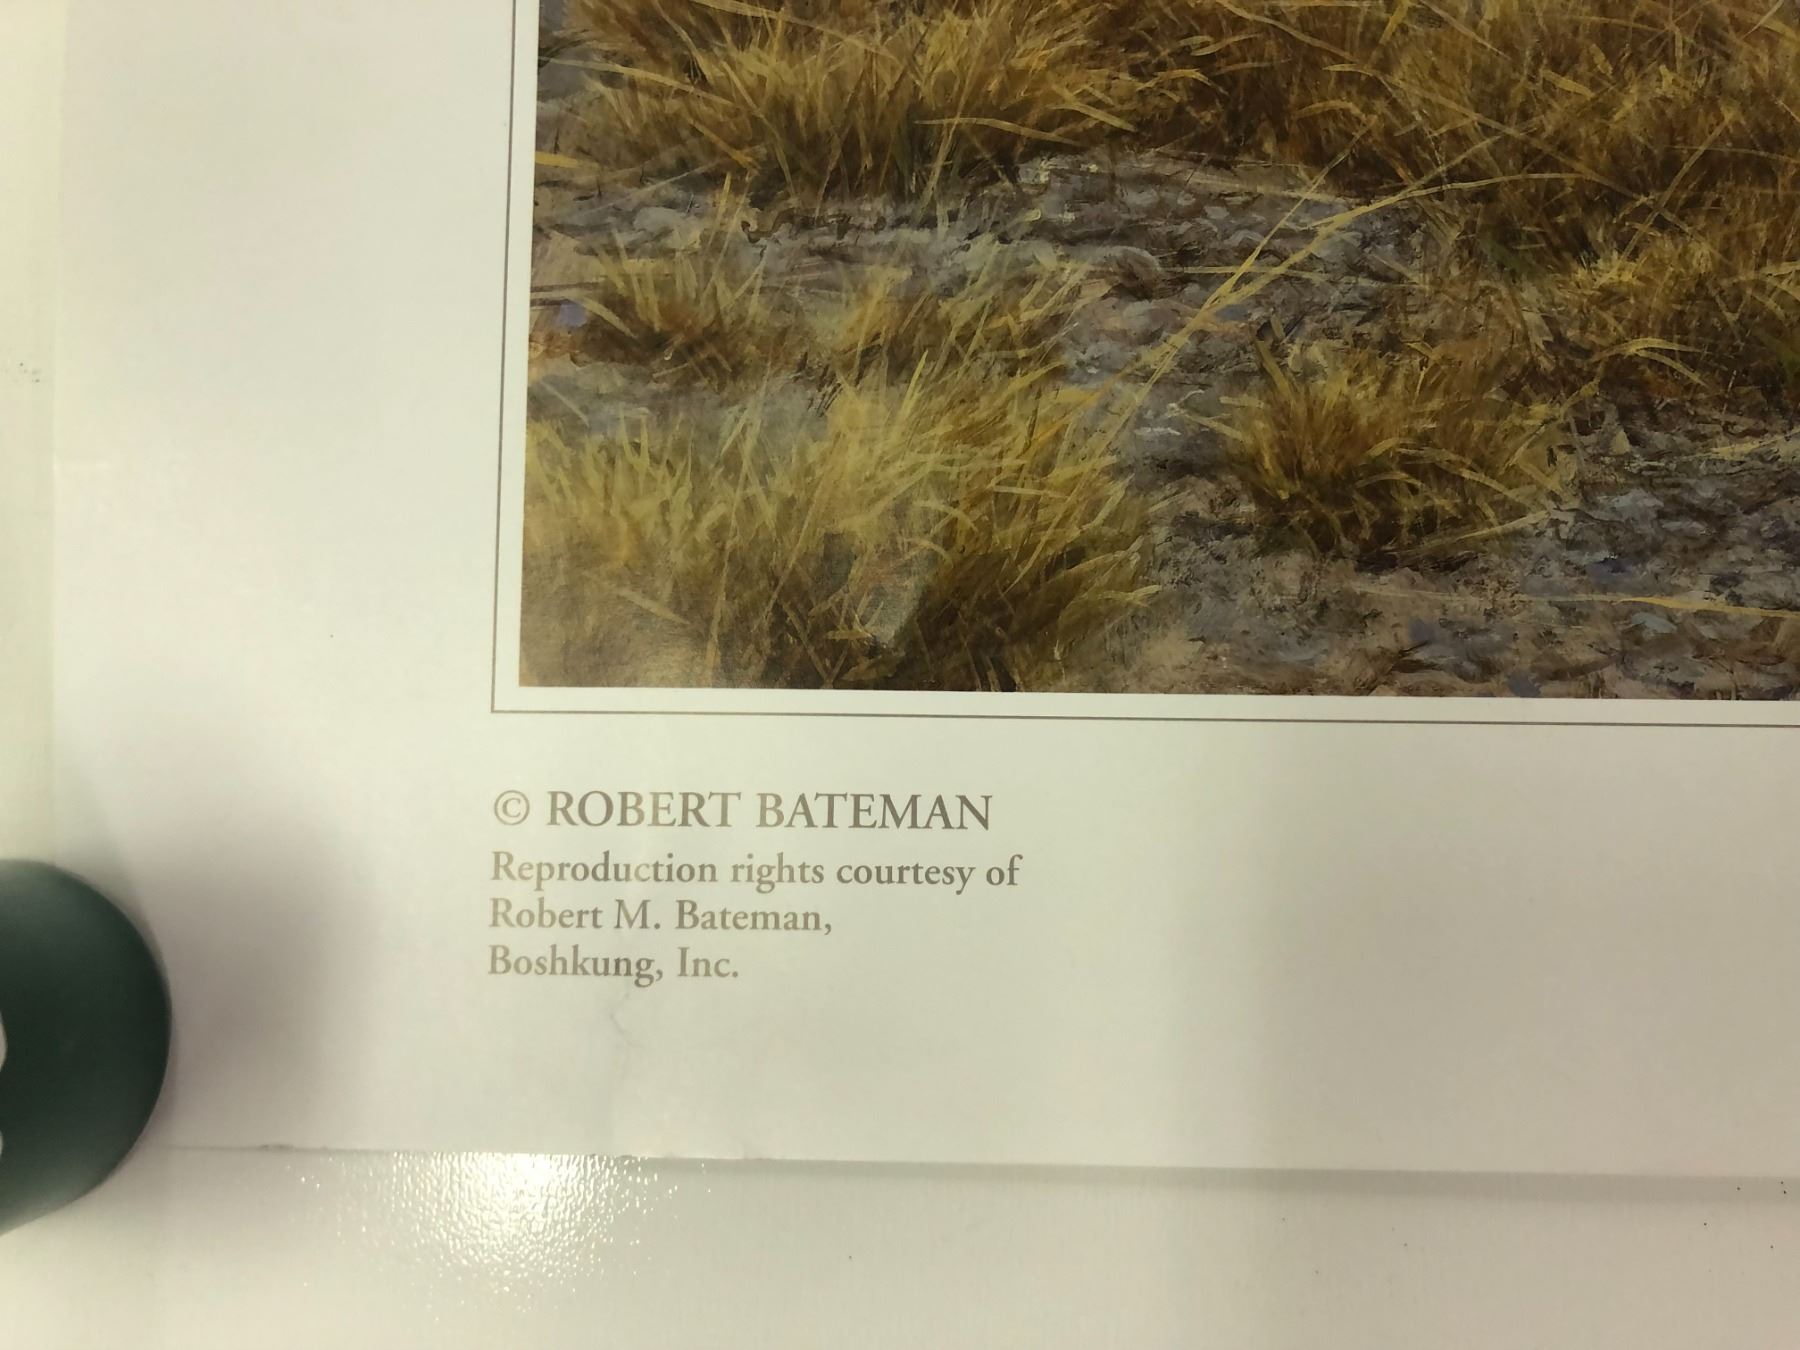 © ROBERT BATEMAN
Reproduction rights courtesy of
Robert M. Bateman,
Boshkung, Inc.